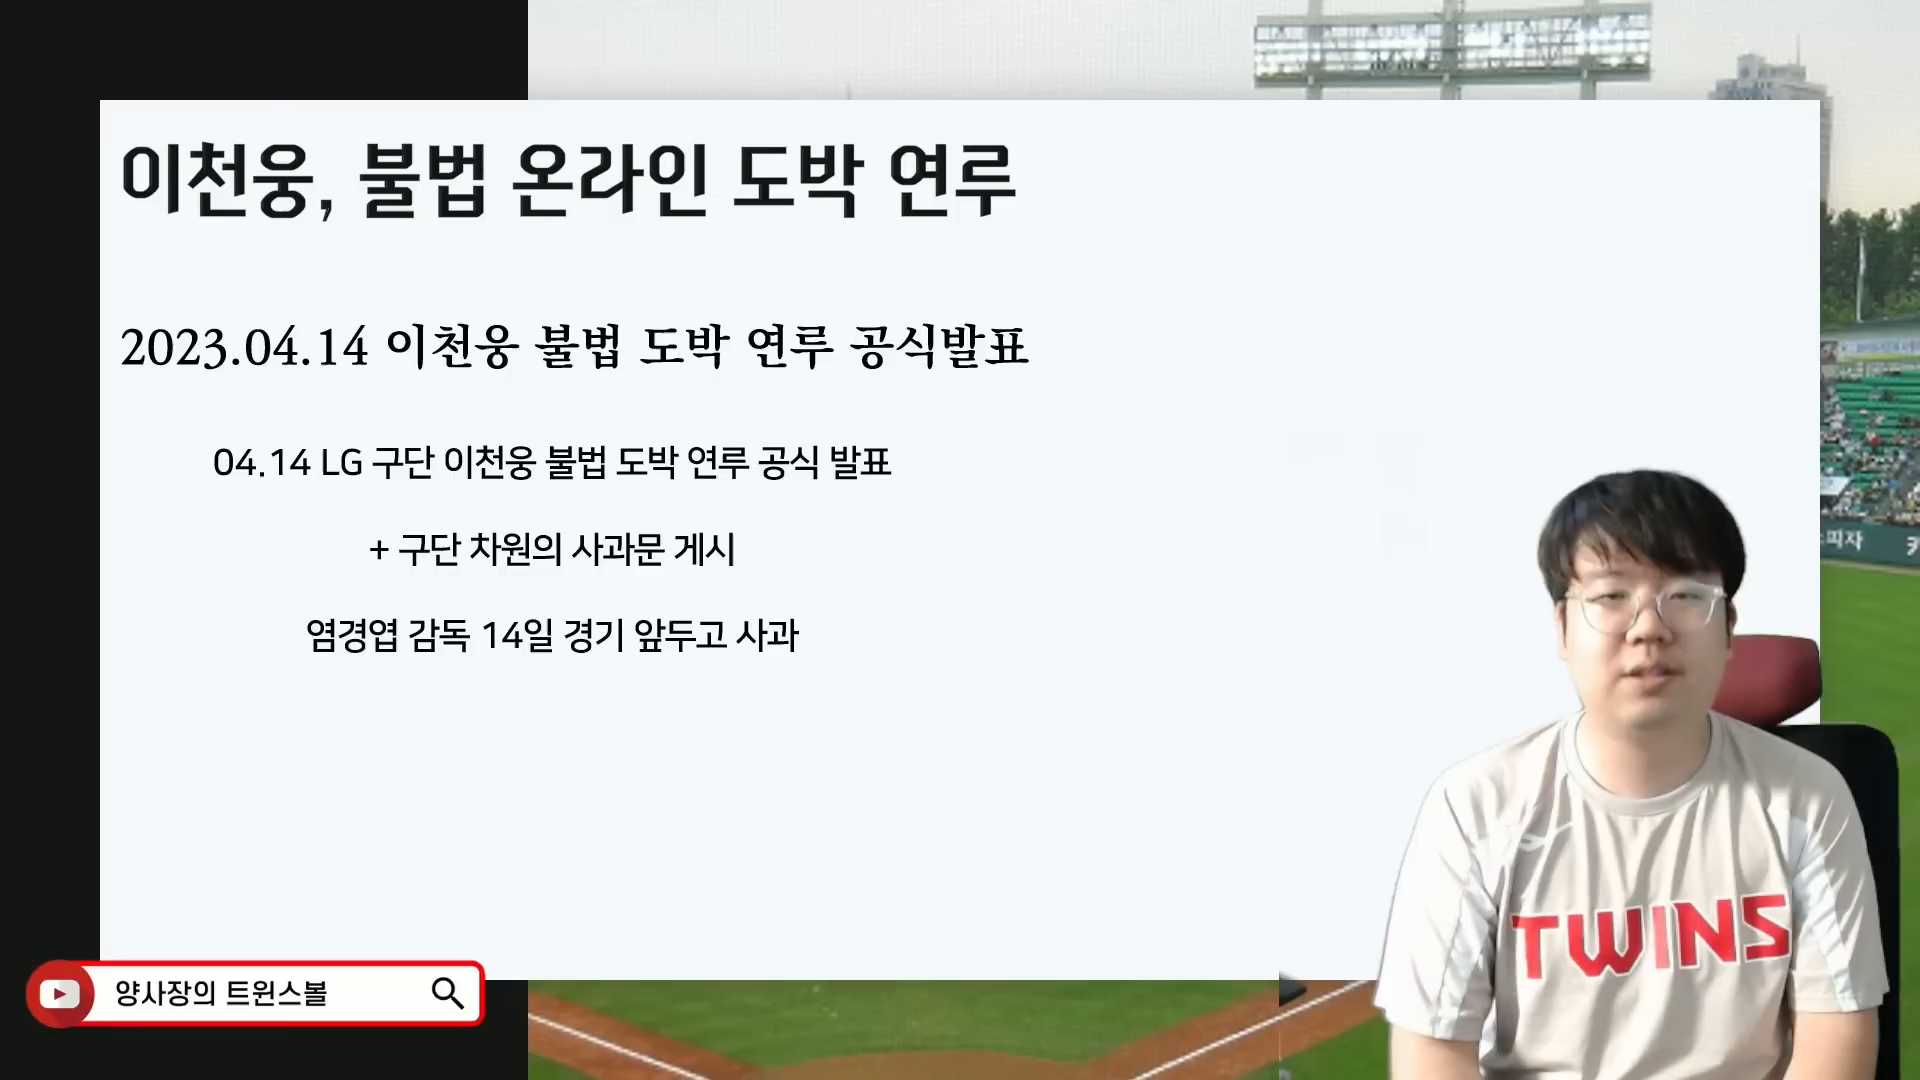 이천웅, 불법 온라인 도박 연루
2023.04.14 이천웅 불법 도박 연루 공식발표
04.14 LG 구단 이천웅 불법 도박 연루 공식 발표
+ 구단 차원의 사과문 게시
염경엽 감독 14일 경기 앞두고 사과
스피자
카
TWINS
양사장의 트윈스볼